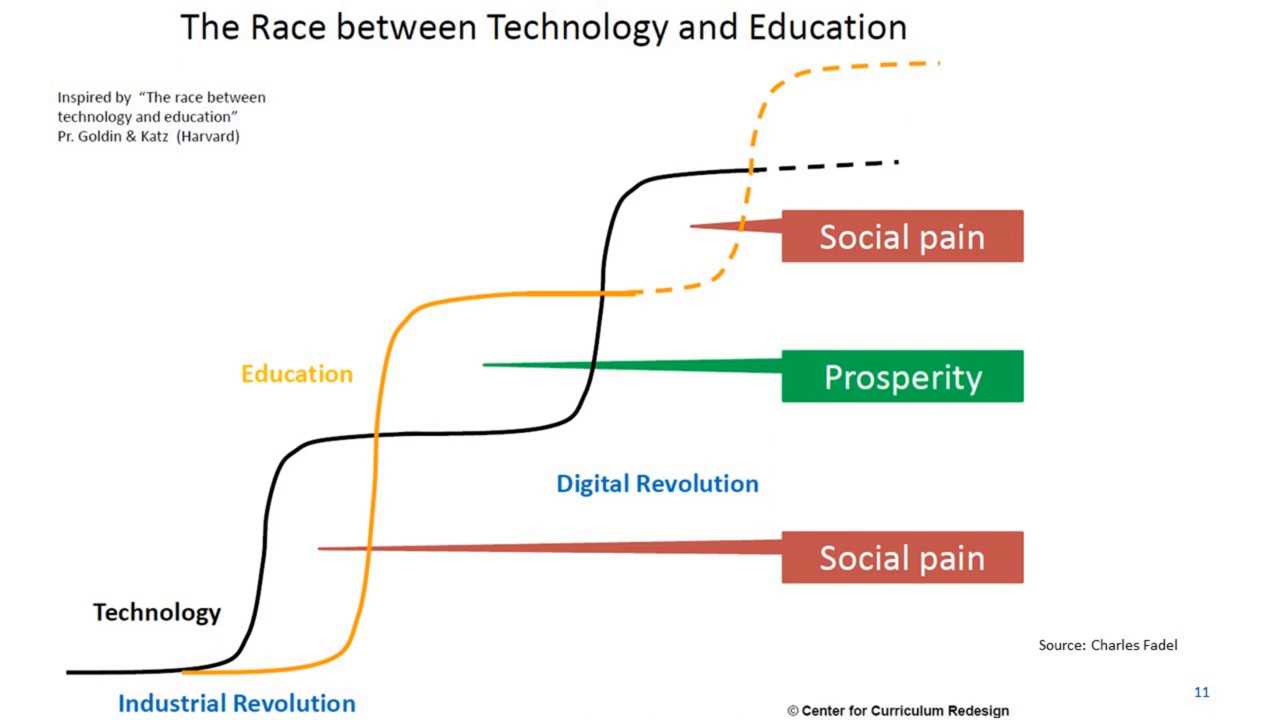 The Race between Technology and Education
Inspired by “The race between
technology and education”
Pr. Goldin & Katz (Harvard)
Social pain
Education
Prosperity
Digital Revolution
Social pain
Technology
Source: Charles Fadel
Industrial Revolution
11
© Center for Curriculum Redesign